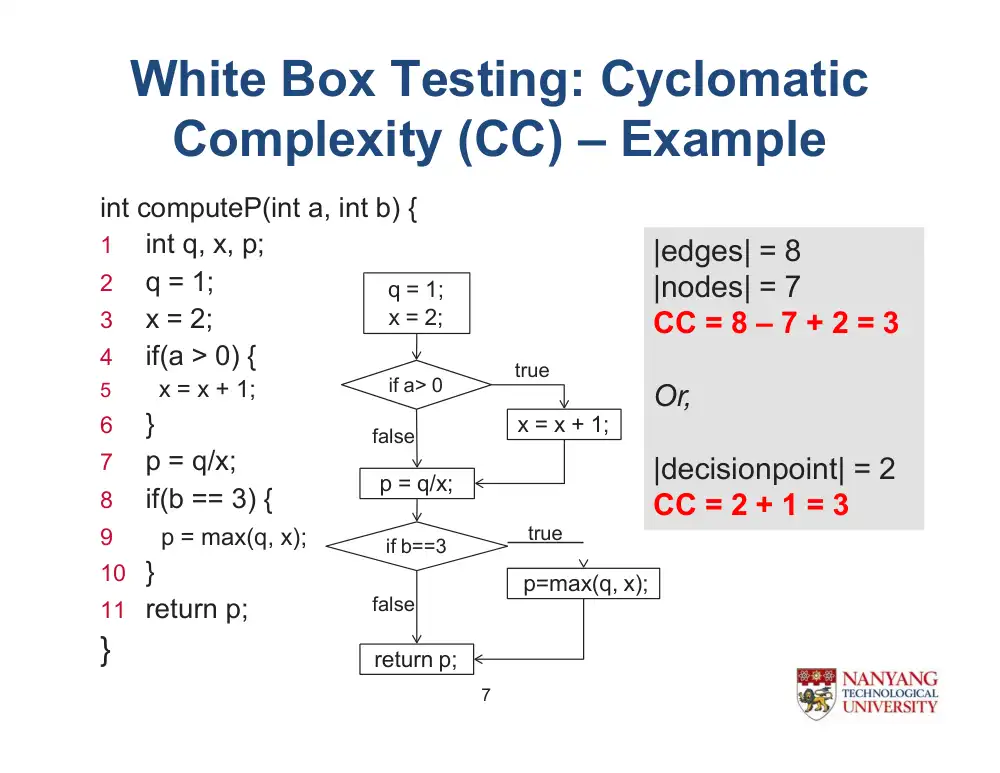 White Box Testing: Cyclomatic
Complexity (CC) – Example
int computeP(int a, int b) {
1 int q, x, p;
2 q = 1;
3 x = 2;
4 if(a > 0) {
5 x = x + 1;
6 }
7 p = q/x;
8 if(b == 3) {
9 p = max(q, x);
10 }
11 return p;
}
q = 1;
x = 2;
if a> 0
true
x = x + 1;
false
p = q/x;
if b==3
true
p=max(q, x);
false
return p;
|edges| = 8
|nodes| = 7
CC = 8 – 7 + 2 = 3
Or,
|decisionpoint| = 2
CC = 2 + 1 = 3
7
NANYANG
TECHNOLOGICAL
UNIVERSITY